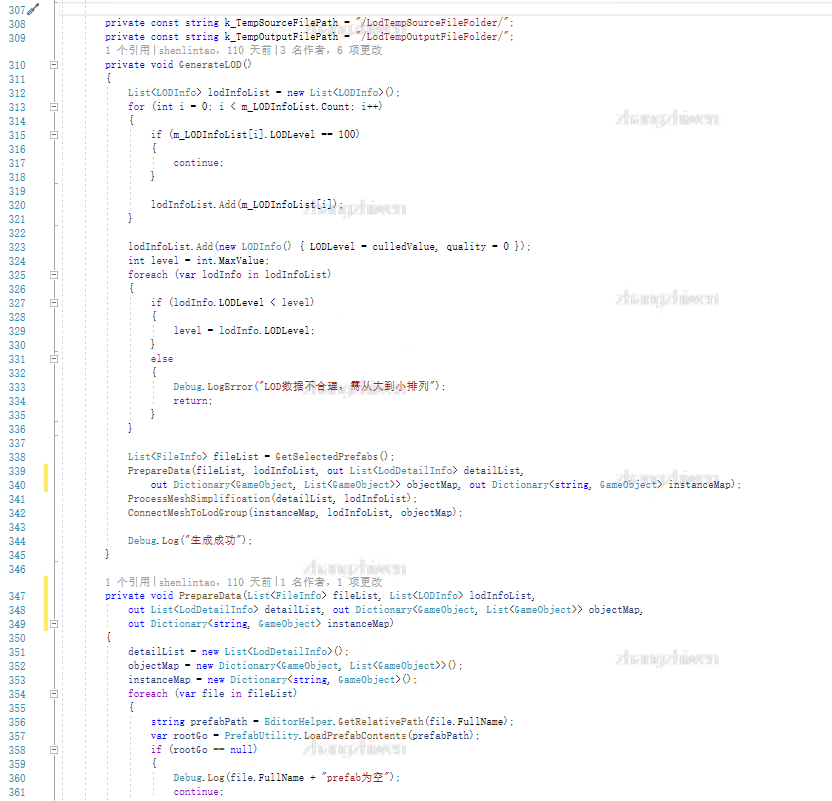 307
308 private const string k_TempSourceFilePath = "/LodTempSourceFileFolder/";
309 private const string k_TempOutputFilePath = "/LodTempOutputFileFolder/";
1 个引用|shenlintao，110 天前|3 名作者，6 项更改
310 private void GenerateLOD()
311 {
312 List<LODInfo> lodInfoList = new List<LODInfo>();
313 for (int i = 0; i < m_LODInfoList.Count; i++)
314 {
315 if (m_LODInfoList[i].LODLevel == 100)
316 {
317 continue;
318 }
319
320 lodInfoList.Add(m_LODInfoList[i]);
321 }
322
323 lodInfoList.Add(new LODInfo() { LODLevel = culledValue, quality = 0 });
324 int level = int.MaxValue;
325 foreach (var lodInfo in lodInfoList)
326 {
327 if (lodInfo.LODLevel < level)
328 {
329 level = lodInfo.LODLevel;
330 }
331 else
332 {
333 Debug.LogError("LOD数据不合理，需从大到小排列");
334 return;
335 }
336 }
337
338 List<FileInfo> fileList = GetSelectedPrefabs();
339 PrepareData(fileList, lodInfoList, out List<LodDetailInfo> detailList,
340 out Dictionary<GameObject, List<GameObject>> objectMap, out Dictionary<string, GameObject> instanceMap);
341 ProcessMeshSimplification(detailList, lodInfoList);
342 ConnectMeshToLodGroup(instanceMap, lodInfoList, objectMap);
343
344 Debug.Log("生成成功");
345 }
346
1 个引用|shenlintao，110 天前|1 名作者，1 项更改
347 private void PrepareData(List<FileInfo> fileList, List<LODInfo> lodInfoList,
348 out List<LodDetailInfo> detailList, out Dictionary<GameObject, List<GameObject>> objectMap,
349 out Dictionary<string, GameObject> instanceMap)
350 {
351 detailList = new List<LodDetailInfo>();
352 objectMap = new Dictionary<GameObject, List<GameObject>>();
353 instanceMap = new Dictionary<string, GameObject>();
354 foreach (var file in fileList)
355 {
356 string prefabPath = EditorHelper.GetRelativePath(file.FullName);
357 var rootGo = PrefabUtility.LoadPrefabContents(prefabPath);
358 if (rootGo == null)
359 {
360 Debug.Log(file.FullName + "prefab为空");
361 continue;
zhangzhiwen
zhangzhiwen
zhangzhiwen
zhangzhiwen
zhangzhiwen
zhangzhiwen
zhangzhiwen
zhangzhiwen
zhangzhiwen